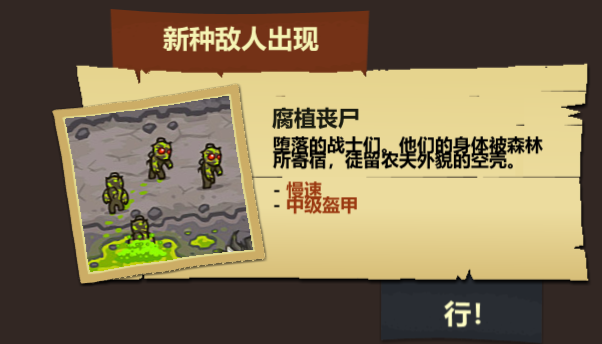 新种敌人出现
腐植丧尸
堕落的战士们。他们的身体被森林
所寄宿，徒留农夫外貌的空壳。
- 慢速
- 中级盔甲
行!